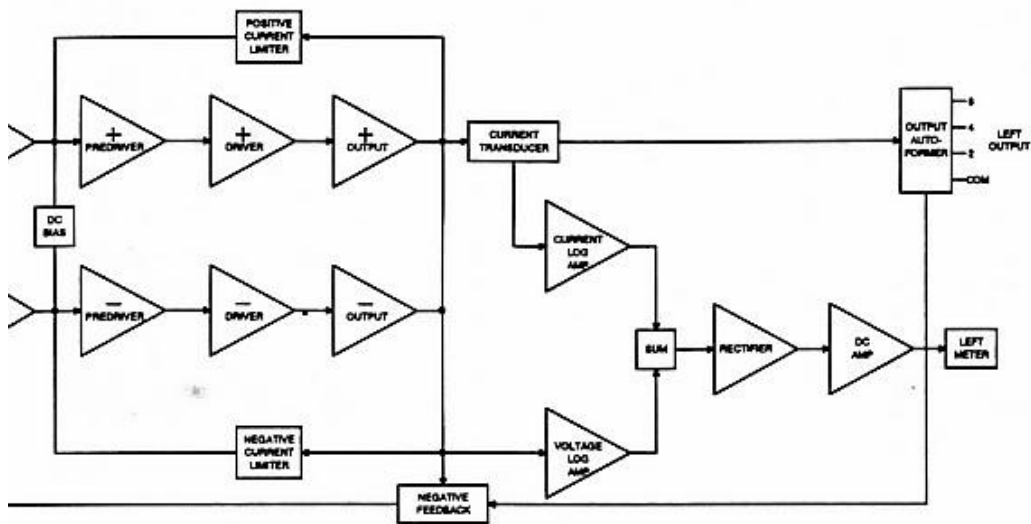 POSITIVE
CURRENT
LIMITER
+
PREDRIVER
+
DRIVER
+
OUTPUT
CURRENT
TRANSDUCER
OUTPUT
AUTO-
FORMER
8
4
2
COM
LEFT
OUTPUT
DC
BIAS
CURRENT
LOG
AMP
−
PREDRIVER
−
DRIVER
−
OUTPUT
SUM
RECTIFIER
DC
AMP
LEFT
METER
NEGATIVE
CURRENT
LIMITER
VOLTAGE
LOG
AMP
NEGATIVE
FEEDBACK